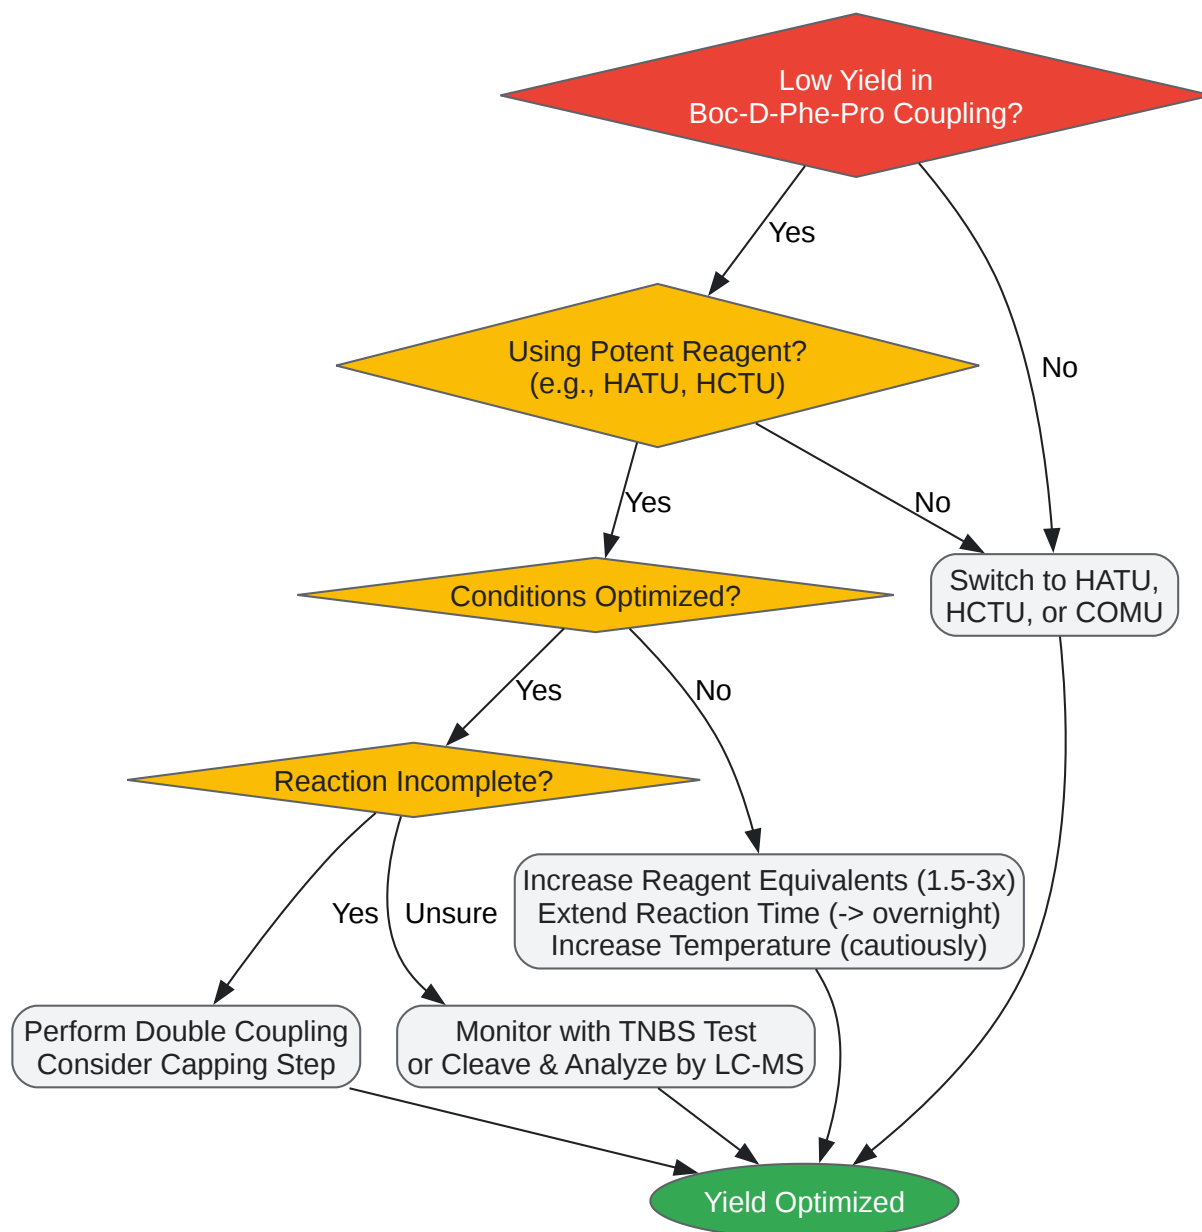 Low Yield in
Boc-D-Phe-Pro Coupling?
Yes
No
Using Potent Reagent?
(e.g., HATU, HCTU)
Yes
No
Switch to HATU,
HCTU, or COMU
Conditions Optimized?
Yes
No
Reaction Incomplete?
Yes
Unsure
Increase Reagent Equivalents (1.5-3x)
Extend Reaction Time (-> overnight)
Increase Temperature (cautiously)
Perform Double Coupling
Consider Capping Step
Monitor with TNBS Test
or Cleave & Analyze by LC-MS
Yield Optimized